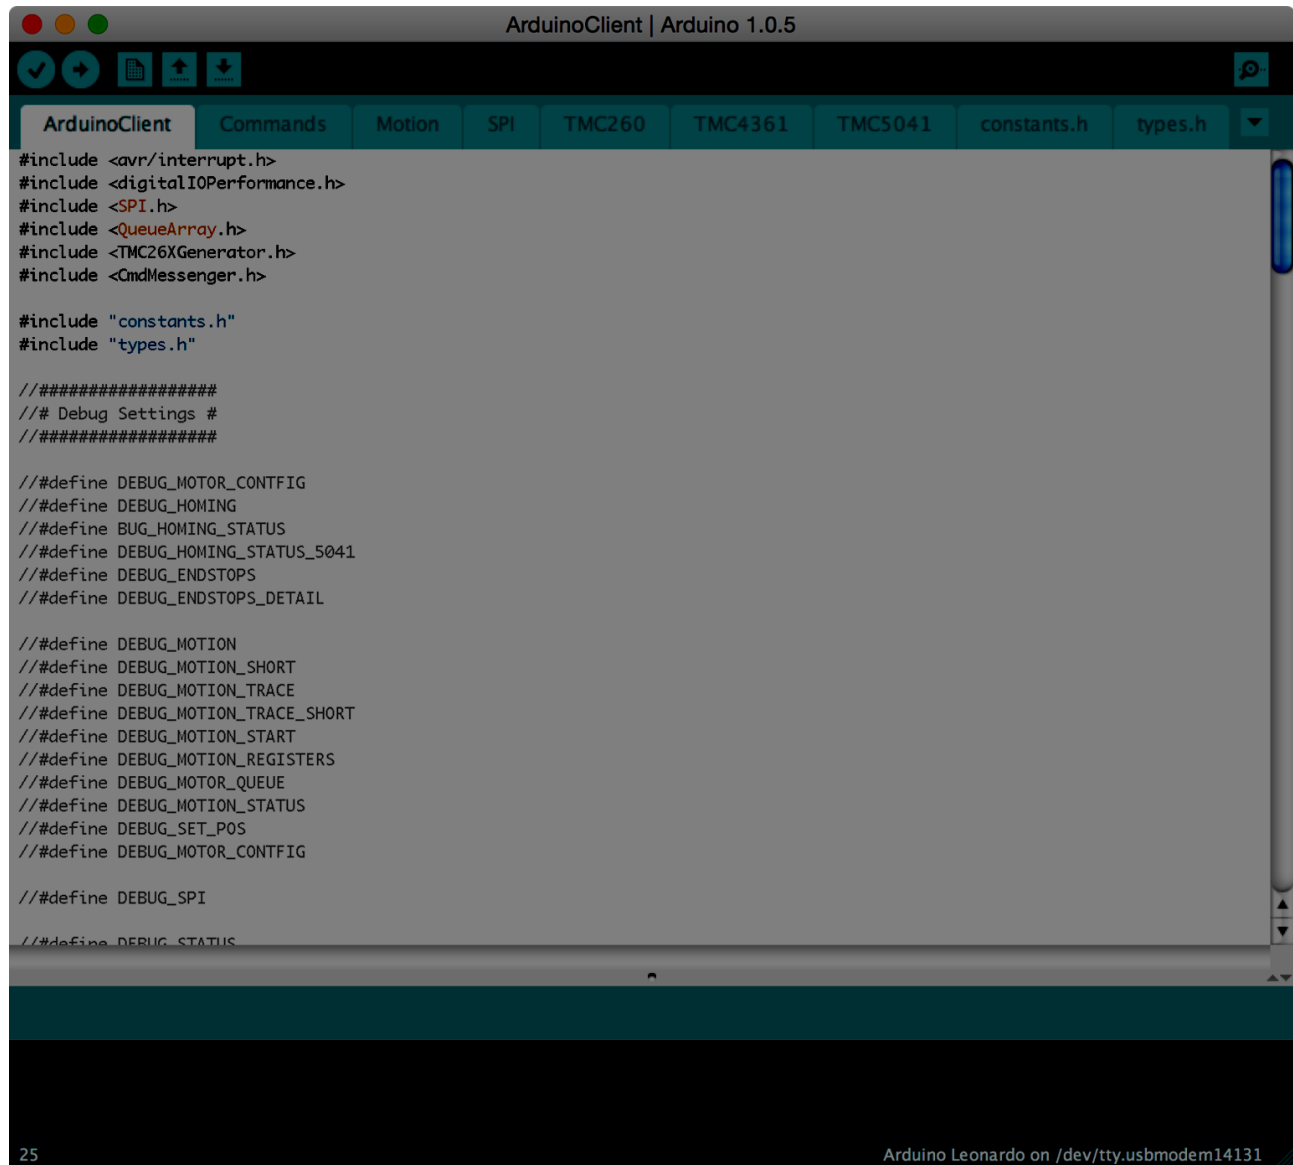 ArduinoClient | Arduino 1.0.5
ArduinoClient Commands Motion SPI TMC260 TMC4361 TMC5041 constants.h types.h
#include <avr/interrupt.h>
#include <digitalIOPerformance.h>
#include <SPI.h>
#include <QueueArray.h>
#include <TMC26XGenerator.h>
#include <CmdMessenger.h>
#include "constants.h"
#include "types.h"
//##################
//# Debug Settings #
//##################
//#define DEBUG_MOTOR_CONTFIG
//#define DEBUG_HOMING
//#define BUG_HOMING_STATUS
//#define DEBUG_HOMING_STATUS_5041
//#define DEBUG_ENDSTOPS
//#define DEBUG_ENDSTOPS_DETAIL
//#define DEBUG_MOTION
//#define DEBUG_MOTION_SHORT
//#define DEBUG_MOTION_TRACE
//#define DEBUG_MOTION_TRACE_SHORT
//#define DEBUG_MOTION_START
//#define DEBUG_MOTION_REGISTERS
//#define DEBUG_MOTOR_QUEUE
//#define DEBUG_MOTION_STATUS
//#define DEBUG_SET_POS
//#define DEBUG_MOTOR_CONTFIG
//#define DEBUG_SPI
//#define DEBUG_STATUS
25 Arduino Leonardo on /dev/tty.usbmodem14131